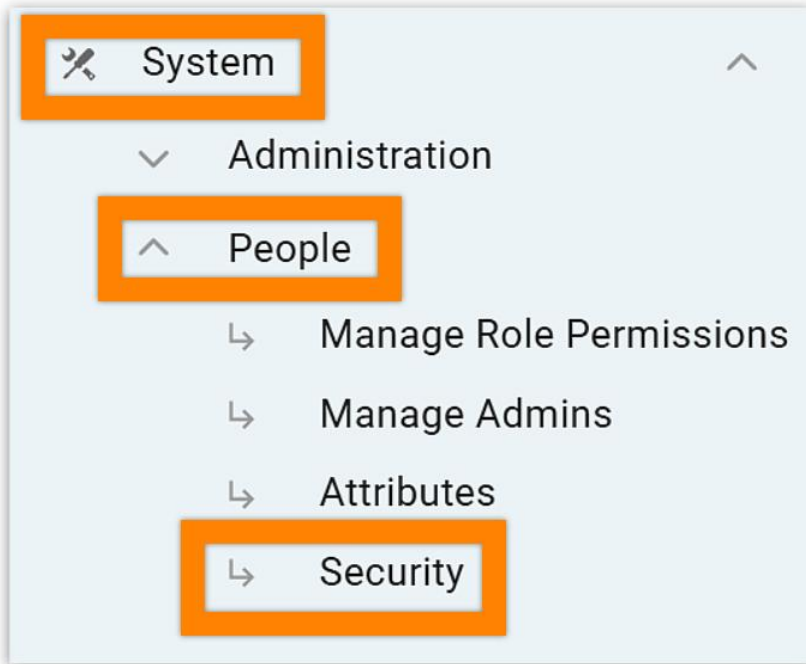 System
Administration
People
Manage Role Permissions
Manage Admins
Attributes
Security